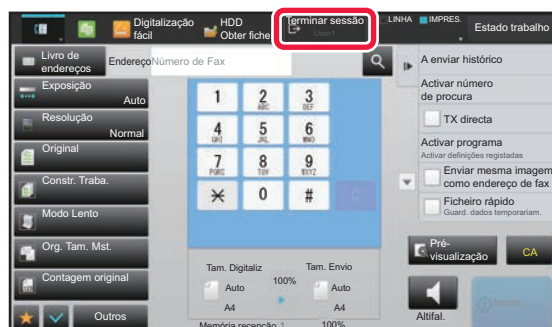 Digitalização
fácil
HDD
Obter fiche
Terminar sessão
User1
LINHA
IMPRES.
Estado trabalho
Livro de
endereços
Endereço
Número de Fax
Exposição
Auto
Resolução
Normal
Original
Constr. Traba.
Modo Lento
Org. Tam. Mst.
Contagem original
Outros
1
2
ABC
3
DEF
4
GHI
5
JKL
6
MNO
7
PQRS
8
TUV
9
WXYZ
0
#
Tam. Digitaliz
Auto
A4
100%
Tam. Envio
Auto
A4
Memória recepção :
100%
A enviar histórico
Activar número
de procura
TX directa
Activar programa
Activar definições registadas
Enviar mesma imagem
como endereço de fax
Ficheiro rápido
Guard. dados temporariam.
Pré-
visualização
CA
Altifal.